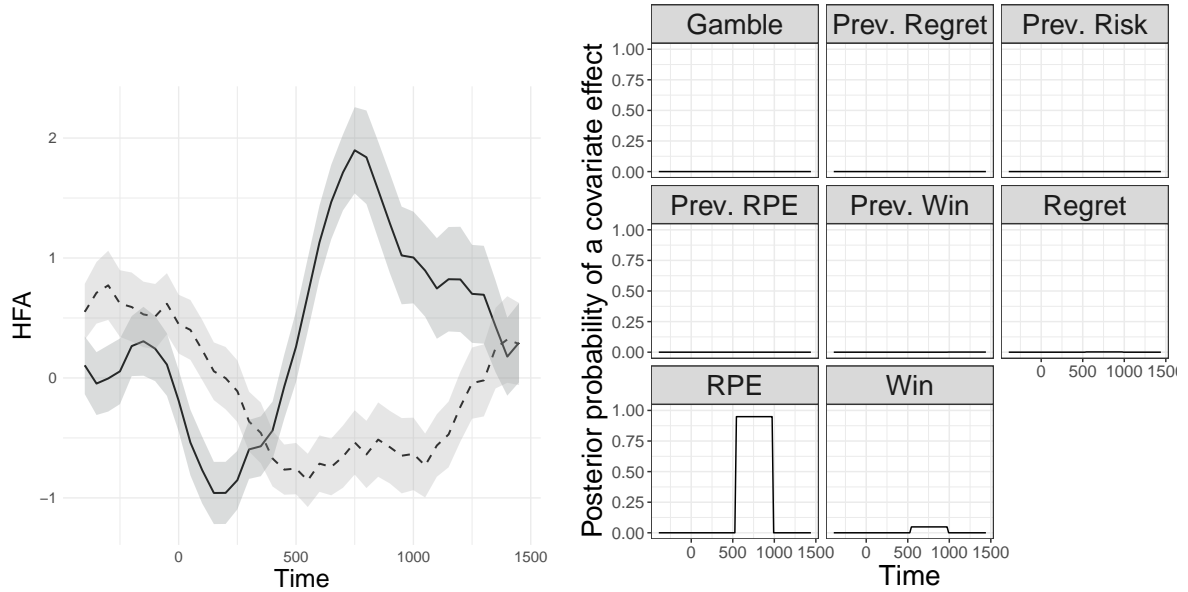 HFA
2
1
0
−1
0 500 1000 1500
Time
Posterior probability of a covariate effect
Gamble Prev. Regret Prev. Risk
1.00
0.75
0.50
0.25
0.00
Prev. RPE Prev. Win Regret
1.00
0.75
0.50
0.25
0.00
0 500 1000 1500
RPE Win
1.00
0.75
0.50
0.25
0.00
0 500 1000 1500 0 500 1000 1500
Time